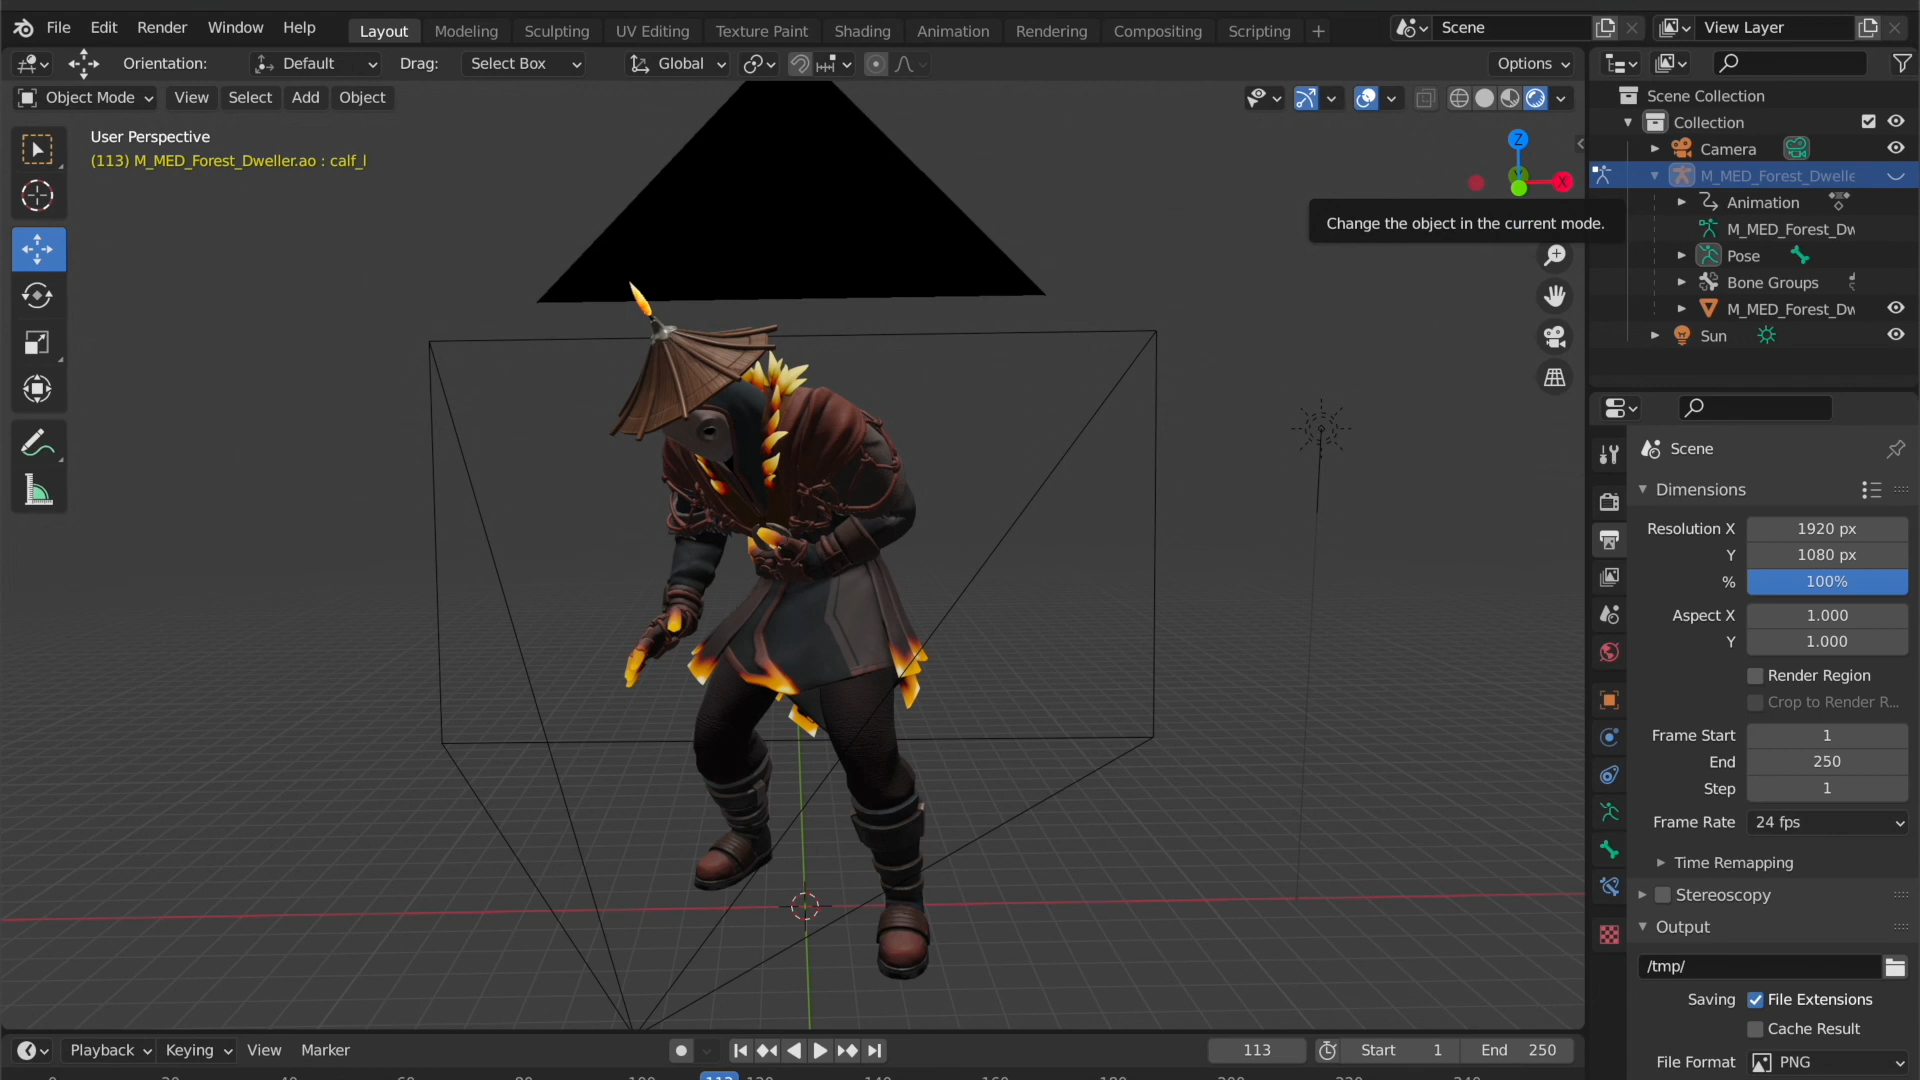 File Edit Render Window Help Layout Modeling Sculpting UV Editing Texture Paint Shading Animation Rendering Compositing Scripting + Scene View Layer
Orientation: Default Drag: Select Box Global Options
Object Mode View Select Add Object
User Perspective
(113) M_MED_Forest_Dweller.ao : calf_l
Z
X
Change the object in the current mode.
Scene Collection
Collection
Camera
M_MED_Forest_Dwelle
Animation
M_MED_Forest_Dw
Pose
Bone Groups
M_MED_Forest_Dw
Sun
Scene
Dimensions
Resolution X 1920 px
Y 1080 px
% 100%
Aspect X 1.000
Y 1.000
Render Region
Crop to Render R...
Frame Start 1
End 250
Step 1
Frame Rate 24 fps
Time Remapping
Stereoscopy
Output
/tmp/
Saving File Extensions
Cache Result
File Format PNG
Playback Keying View Marker 113 Start 1 End 250
113